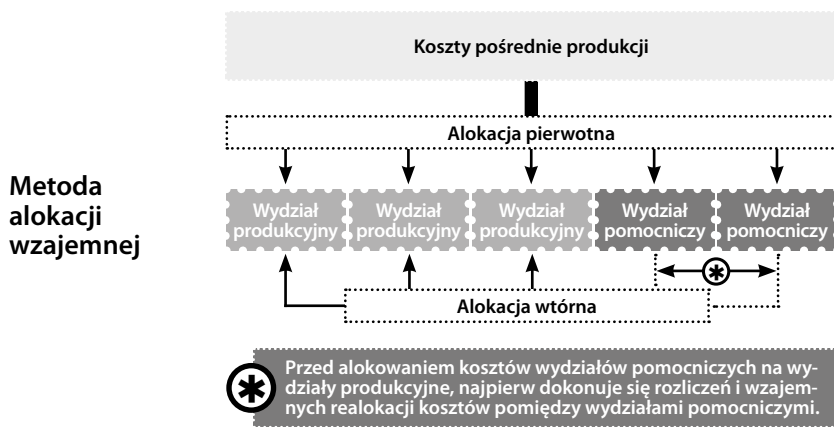 Koszty pośrednie produkcji
Alokacja pierwotna
Metoda
alokacji
wzajemnej
Wydział
produkcyjny
Wydział
produkcyjny
Wydział
produkcyjny
Wydział
pomocniczy
Wydział
pomocniczy
Alokacja wtórna
Przed alokowaniem kosztów wydziałów pomocniczych na wy-
działy produkcyjne, najpierw dokonuje się rozliczeń i wzajem-
nych realokacji kosztów pomiędzy wydziałami pomocniczymi.